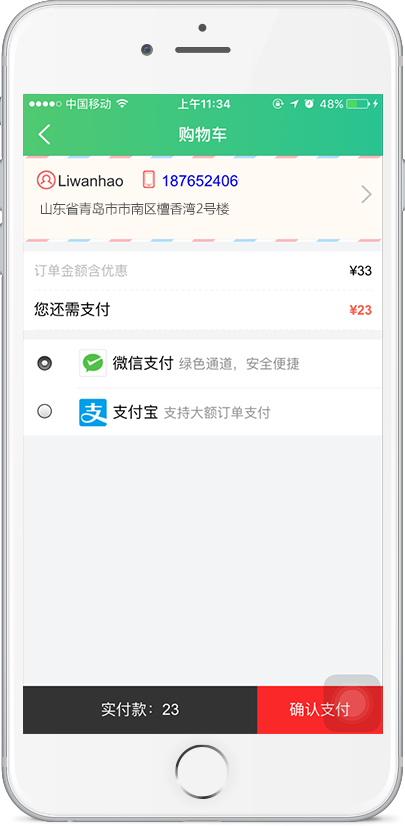 中国移动 上午11:34 48%
购物车
Liwanhao 187652406
山东省青岛市市南区檀香湾2号楼
订单金额含优惠 ¥33
您还需支付 ¥23
微信支付 绿色通道，安全便捷
支 支付宝 支持大额订单支付
实付款：23 确认支付